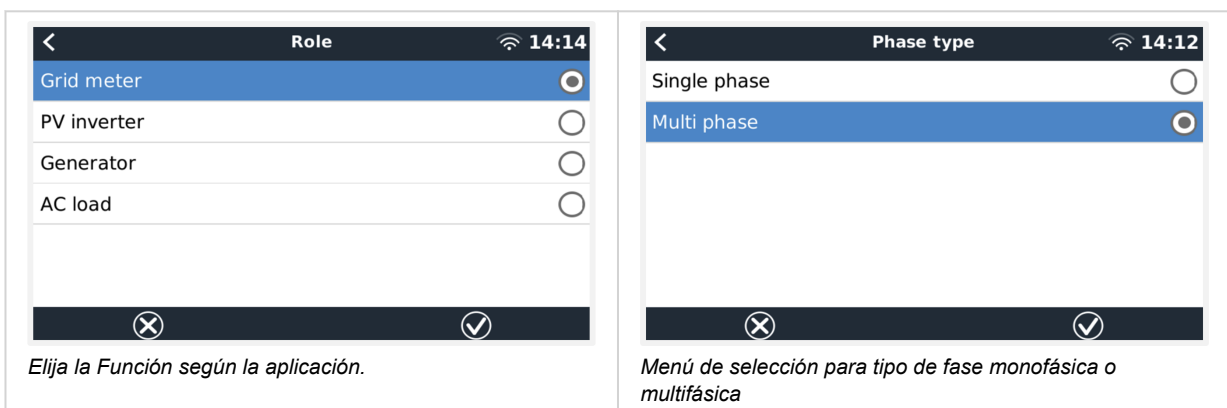 Role 14:14
Grid meter
PV inverter
Generator
AC load
Elija la Función según la aplicación.
Phase type 14:12
Single phase
Multi phase
Menú de selección para tipo de fase monofásica o
multifásica